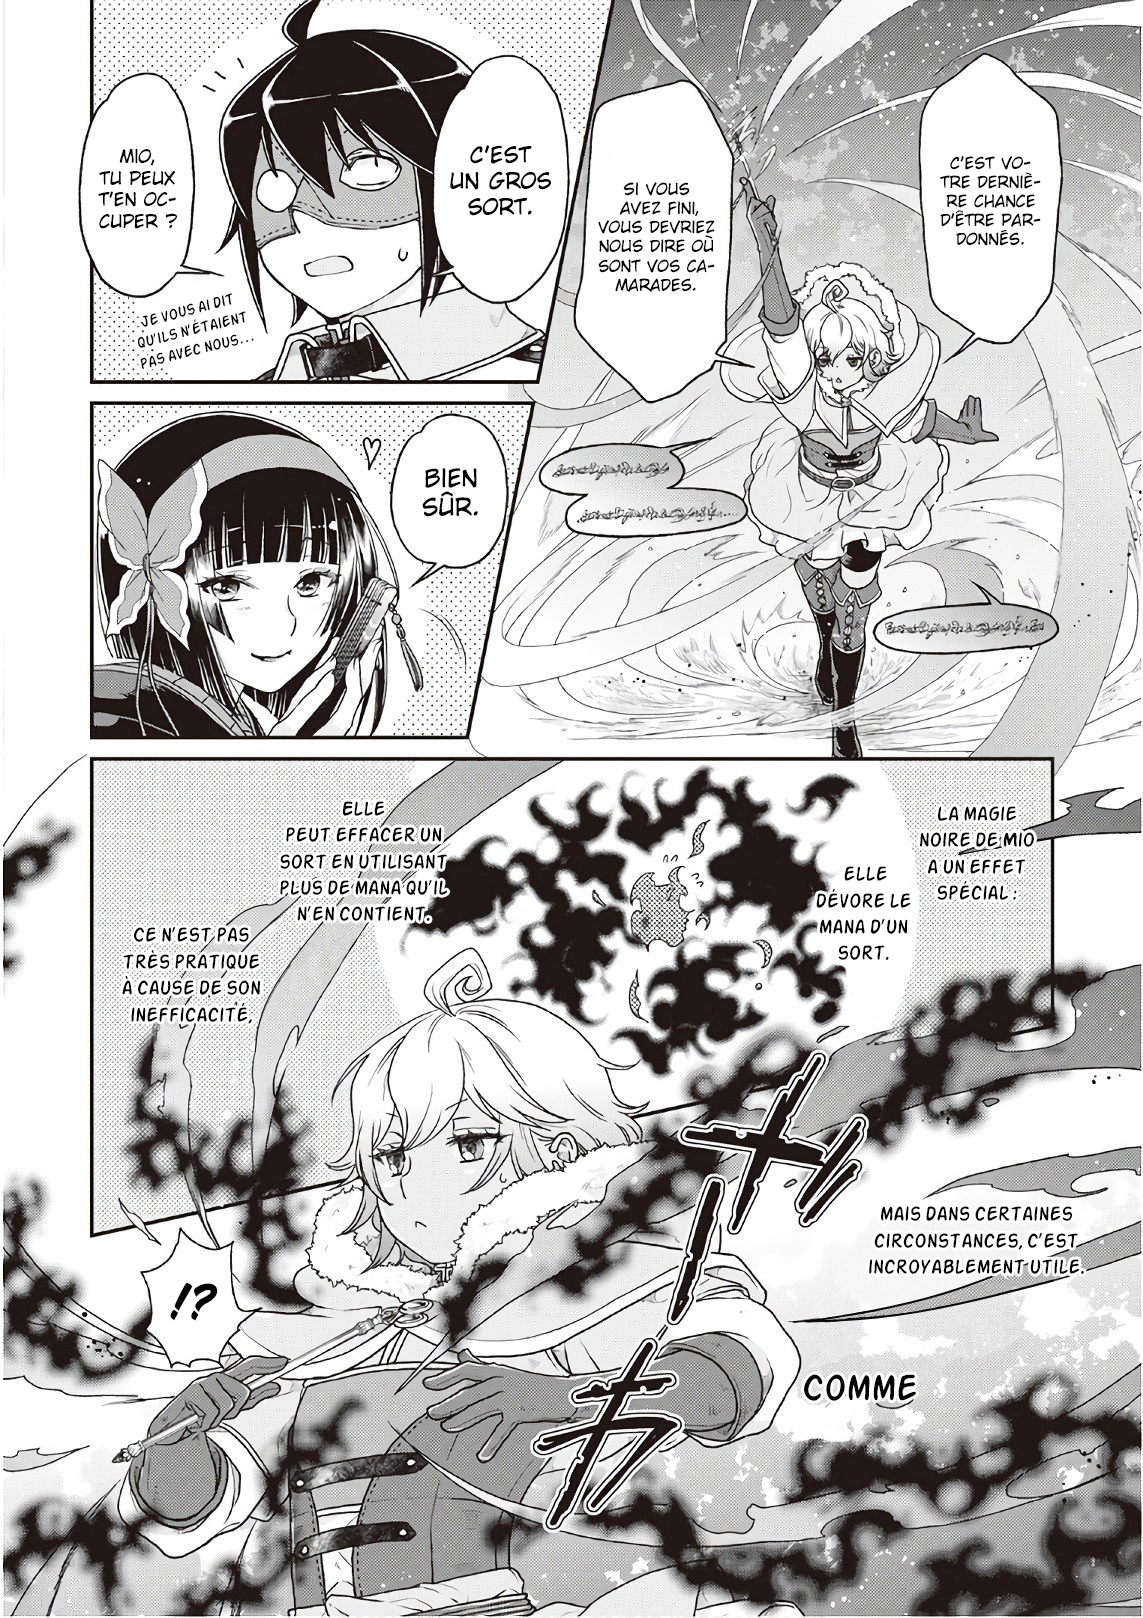 C'EST VO-
TRE DERNIÈ-
RE CHANCE
D'ÊTRE PAR-
DONNÉS.
SI VOUS
AVEZ FINI,
VOUS DEVRIEZ
NOUS DIRE OÙ
SONT VOS CA-
MARADES.
C'EST
UN GROS
SORT.
MIO,
TU PEUX
T'EN OC-
CUPER ?
JE VOUS AI DIT
QU'ILS N'ÉTAIENT
PAS AVEC NOUS...
BIEN
SÛR.
LA MAGIE
NOIRE DE MIO
A UN EFFET
SPÉCIAL :
ELLE
DÉVORE LE
MANA D'UN
SORT.
ELLE
PEUT EFFACER UN
SORT EN UTILISANT
PLUS DE MANA QU'IL
N'EN CONTIENT.
CE N'EST PAS
TRÈS PRATIQUE
À CAUSE DE SON
INEFFICACITÉ,
MAIS DANS CERTAINES
CIRCONSTANCES, C'EST
INCROYABLEMENT UTILE.
!?
COMME